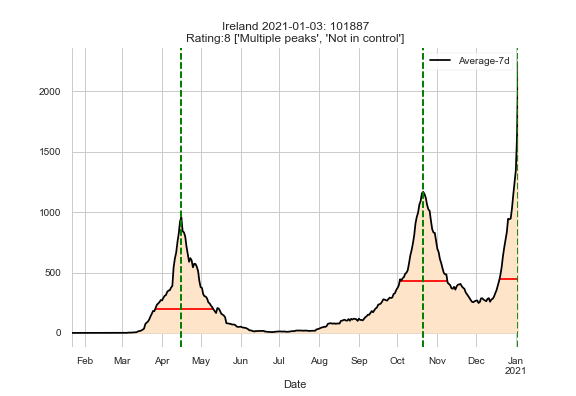 Ireland 2021-01-03: 101887
Rating:8 ['Multiple peaks', 'Not in control']
Average-7d
2000
1500
1000
500
0
Feb Mar Apr May Jun Jul Aug Sep Oct Nov Dec Jan
2021
Date